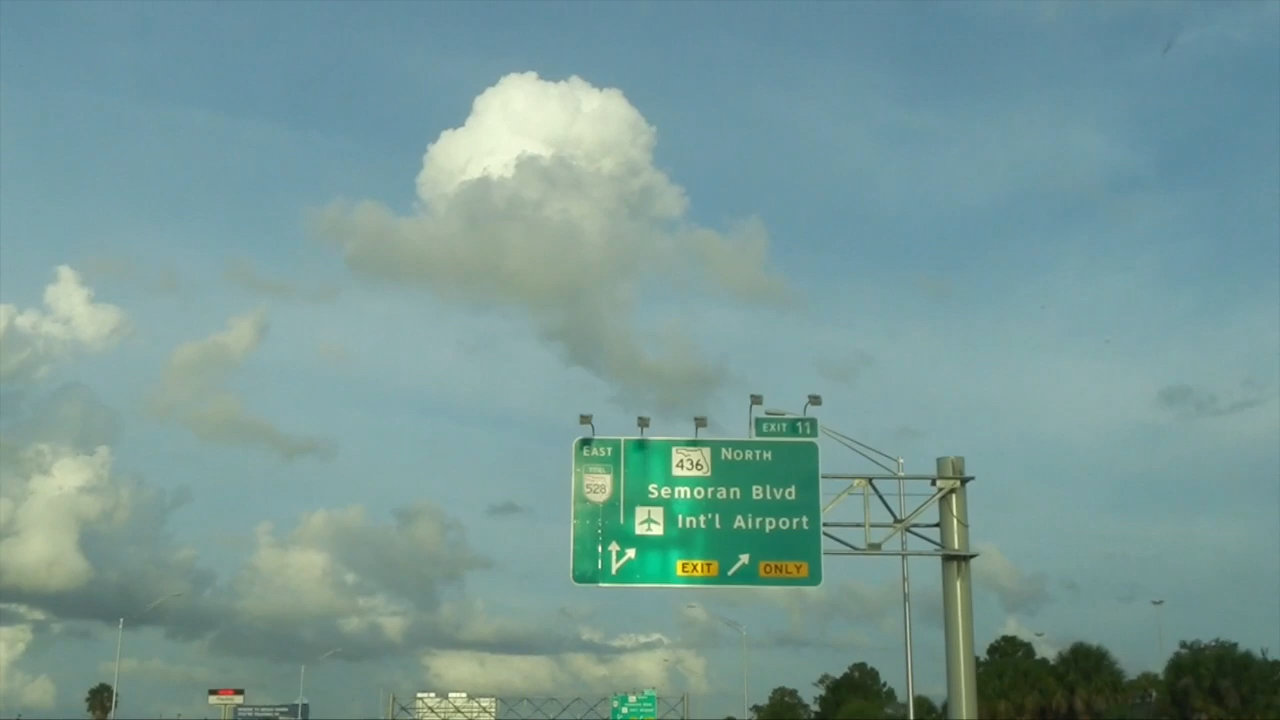 EXIT 11
EAST
TOLL
528
436 NORTH
Semoran Blvd
Int'l Airport
EXIT ONLY